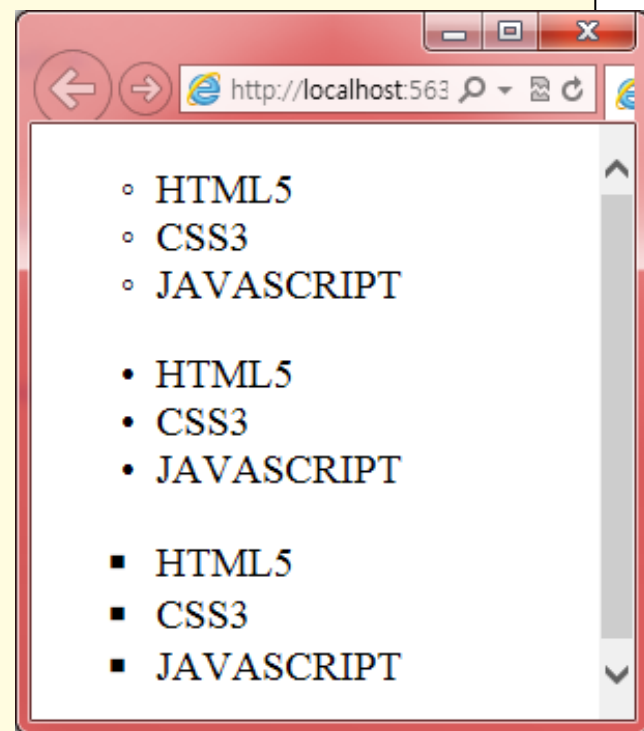 http://localhost:563
◦ HTML5
◦ CSS3
◦ JAVASCRIPT
• HTML5
• CSS3
• JAVASCRIPT
▪ HTML5
▪ CSS3
▪ JAVASCRIPT